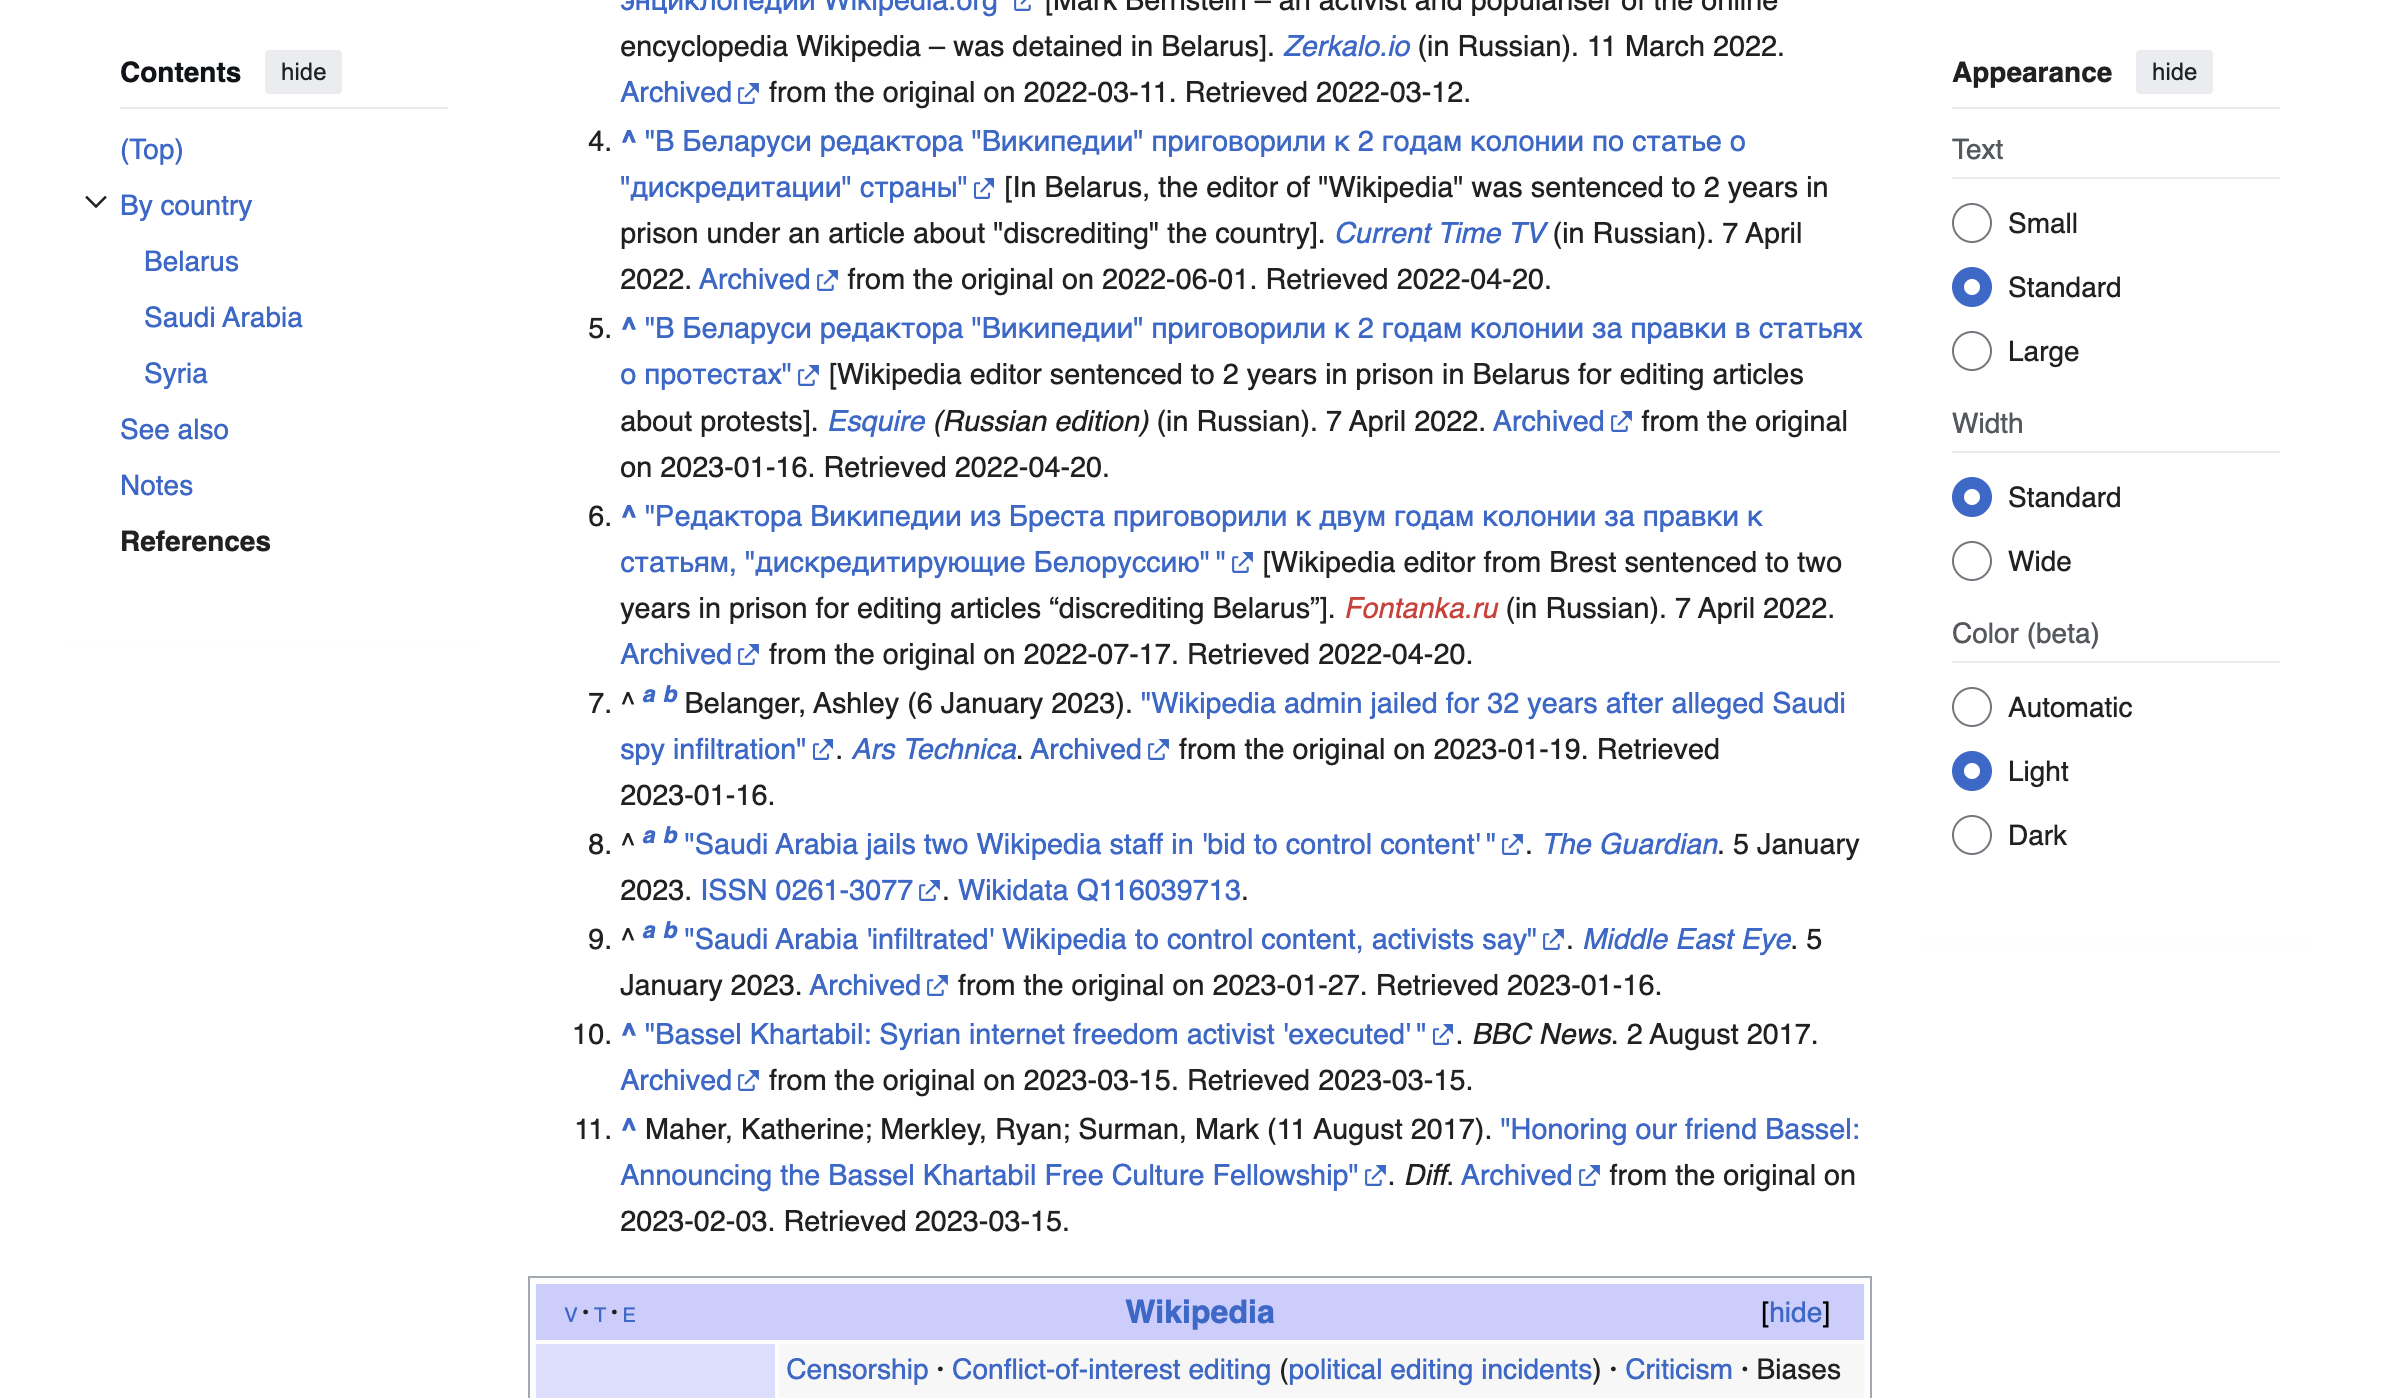 энциклопедии Wikipedia.org" [Mark Bernstein – an activist and populariser of the online
encyclopedia Wikipedia – was detained in Belarus]. Zerkalo.io (in Russian). 11 March 2022.
Archived from the original on 2022-03-11. Retrieved 2022-03-12.
4. ^ "В Беларуси редактора "Википедии" приговорили к 2 годам колонии по статье о
"дискредитации" страны" [In Belarus, the editor of "Wikipedia" was sentenced to 2 years in
prison under an article about "discrediting" the country]. Current Time TV (in Russian). 7 April
2022. Archived from the original on 2022-06-01. Retrieved 2022-04-20.
5. ^ "В Беларуси редактора "Википедии" приговорили к 2 годам колонии за правки в статьях
о протестах" [Wikipedia editor sentenced to 2 years in prison in Belarus for editing articles
about protests]. Esquire (Russian edition) (in Russian). 7 April 2022. Archived from the original
on 2023-01-16. Retrieved 2022-04-20.
6. ^ "Редактора Википедии из Бреста приговорили к двум годам колонии за правки к
статьям, "дискредитирующие Белоруссию" " [Wikipedia editor from Brest sentenced to two
years in prison for editing articles “discrediting Belarus”]. Fontanka.ru (in Russian). 7 April 2022.
Archived from the original on 2022-07-17. Retrieved 2022-04-20.
7. ^ a b Belanger, Ashley (6 January 2023). "Wikipedia admin jailed for 32 years after alleged Saudi
spy infiltration". Ars Technica. Archived from the original on 2023-01-19. Retrieved
2023-01-16.
8. ^ a b "Saudi Arabia jails two Wikipedia staff in 'bid to control content' ". The Guardian. 5 January
2023. ISSN 0261-3077. Wikidata Q116039713.
9. ^ a b "Saudi Arabia 'infiltrated' Wikipedia to control content, activists say". Middle East Eye. 5
January 2023. Archived from the original on 2023-01-27. Retrieved 2023-01-16.
10. ^ "Bassel Khartabil: Syrian internet freedom activist 'executed' ". BBC News. 2 August 2017.
Archived from the original on 2023-03-15. Retrieved 2023-03-15.
11. ^ Maher, Katherine; Merkley, Ryan; Surman, Mark (11 August 2017). "Honoring our friend Bassel:
Announcing the Bassel Khartabil Free Culture Fellowship". Diff. Archived from the original on
2023-02-03. Retrieved 2023-03-15.
V · T · E Wikipedia [hide]
Censorship · Conflict-of-interest editing (political editing incidents) · Criticism · Biases
Contents hide
(Top)
By country
Belarus
Saudi Arabia
Syria
See also
Notes
References
Appearance hide
Text
Small
Standard
Large
Width
Standard
Wide
Color (beta)
Automatic
Light
Dark